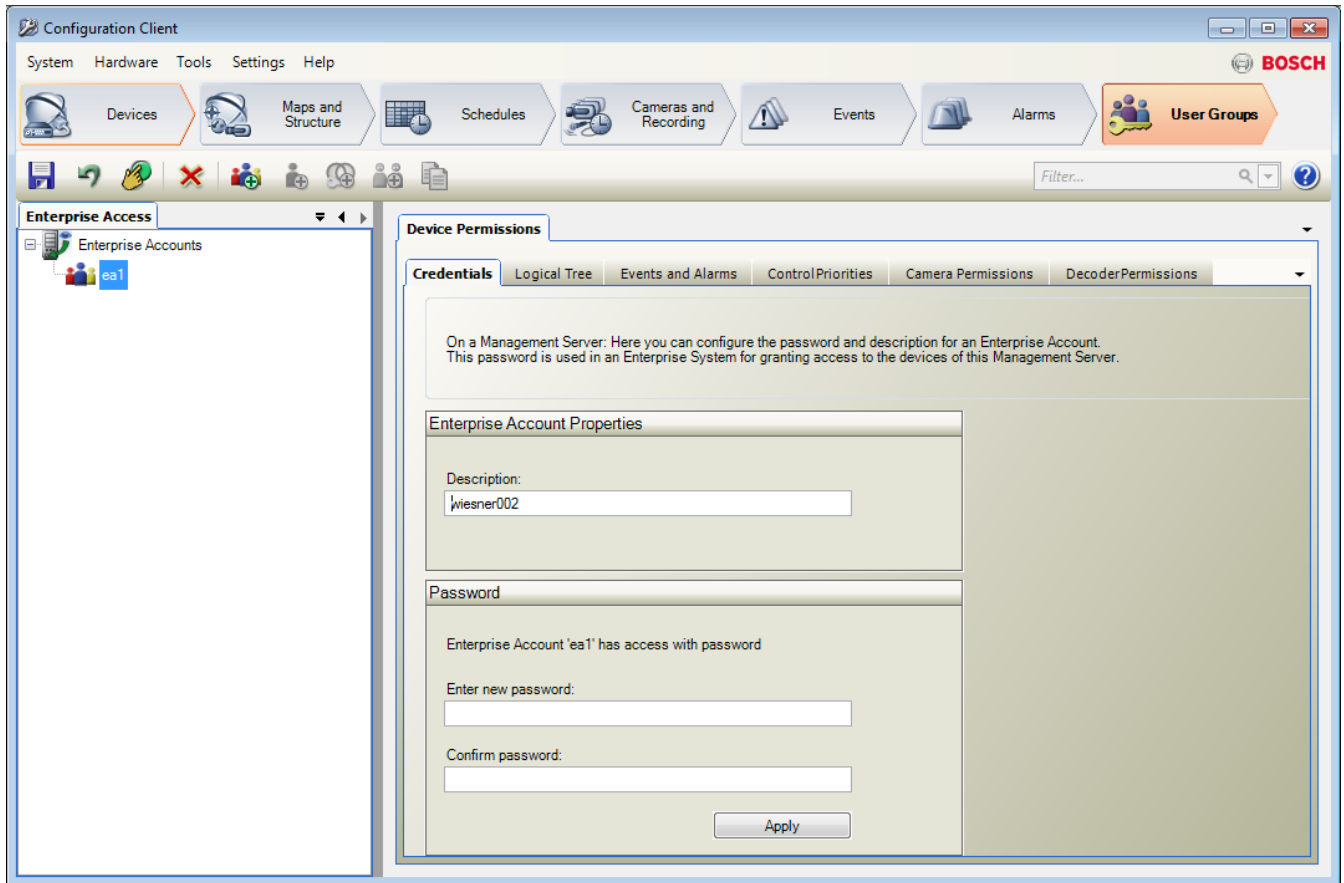 Configuration Client
System Hardware Tools Settings Help
BOSCH
Devices
Maps and
Structure
Schedules
Cameras and
Recording
Events
Alarms
User Groups
Filter...
Enterprise Access
Enterprise Accounts
ea1
Device Permissions
Credentials Logical Tree Events and Alarms ControlPriorities Camera Permissions DecoderPermissions
On a Management Server: Here you can configure the password and description for an Enterprise Account.
This password is used in an Enterprise System for granting access to the devices of this Management Server.
Enterprise Account Properties
Description:
wiesner002
Password
Enterprise Account 'ea1' has access with password
Enter new password:
Confirm password:
Apply